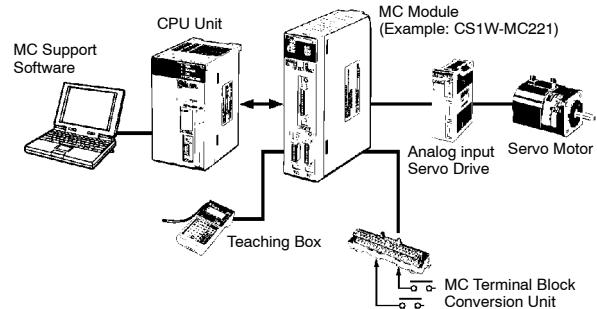 MC Support
Software
CPU Unit
MC Module
(Example: CS1W-MC221)
Analog input
Servo Drive
Servo Motor
Teaching Box
MC Terminal Block
Conversion Unit